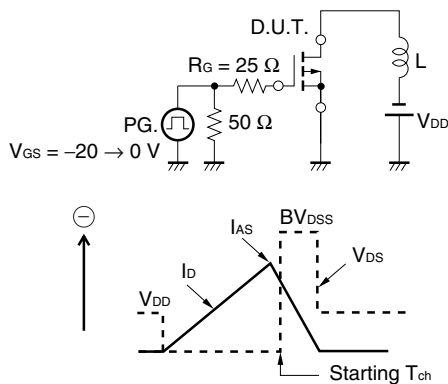 D.U.T.
RG = 25 Ω
L
PG.
50 Ω
VDD
VGS = −20 → 0 V
−
BVDSS
IAS
ID
VDS
VDD
Starting Tch